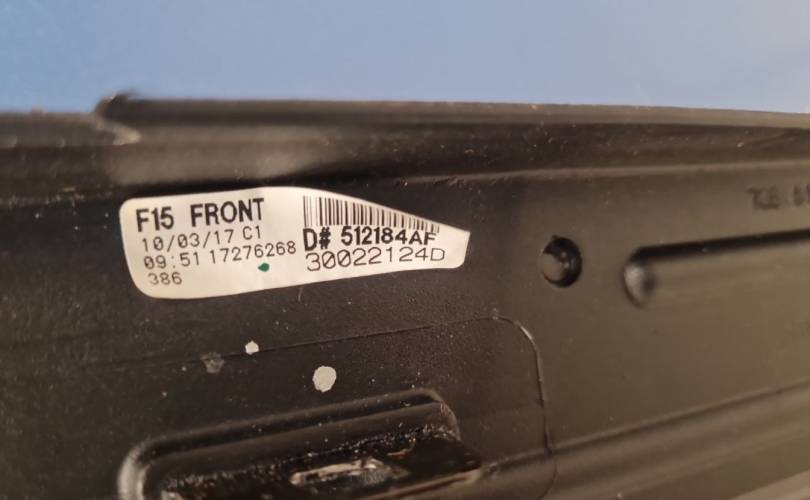 F15 FRONT
10/03/17 C1
09:51 17276268
386
D# 512184AF
30022124D